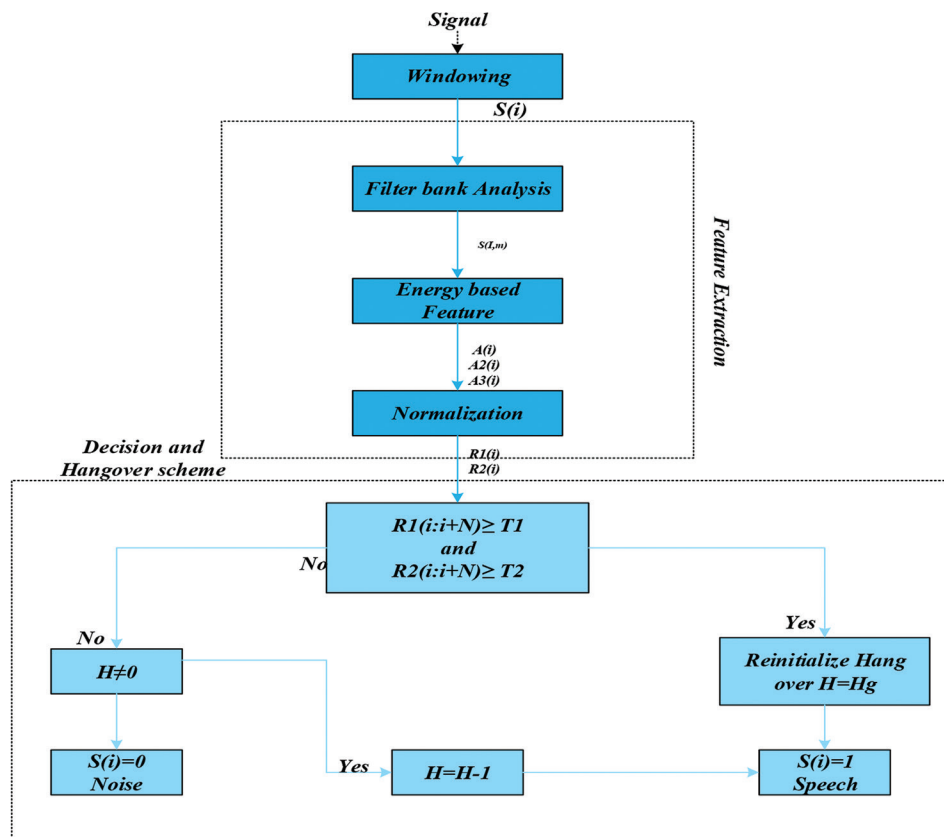 Signal
Windowing
S(i)
Filter bank Analysis
S(I,m)
Energy based
Feature
A(i)
A2(i)
A3(i)
Normalization
Feature Extraction
R1(i)
R2(i)
Decision and
Hangover scheme
R1(i:i+N)≥ T1
and
R2(i:i+N)≥ T2
No
Yes
No
H≠0
Reinitialize Hang
over H=Hg
S(i)=0
Noise
Yes
H=H-1
S(i)=1
Speech